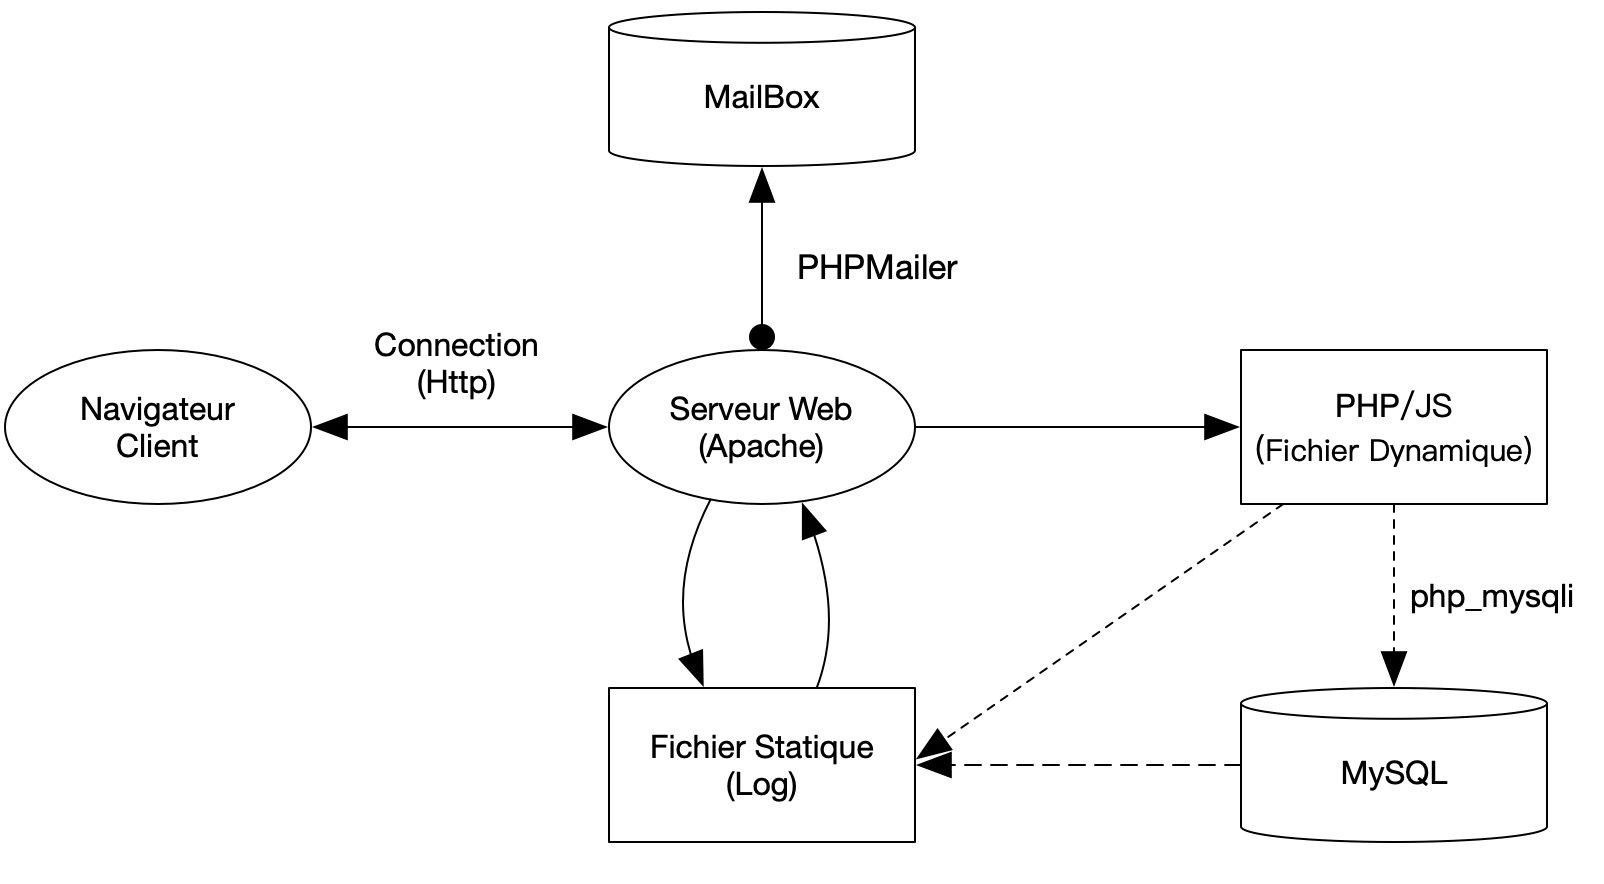 MailBox
PHPMailer
Connection
(Http)
Navigateur
Client
Serveur Web
(Apache)
PHP/JS
(Fichier Dynamique)
php_mysqli
Fichier Statique
(Log)
MySQL